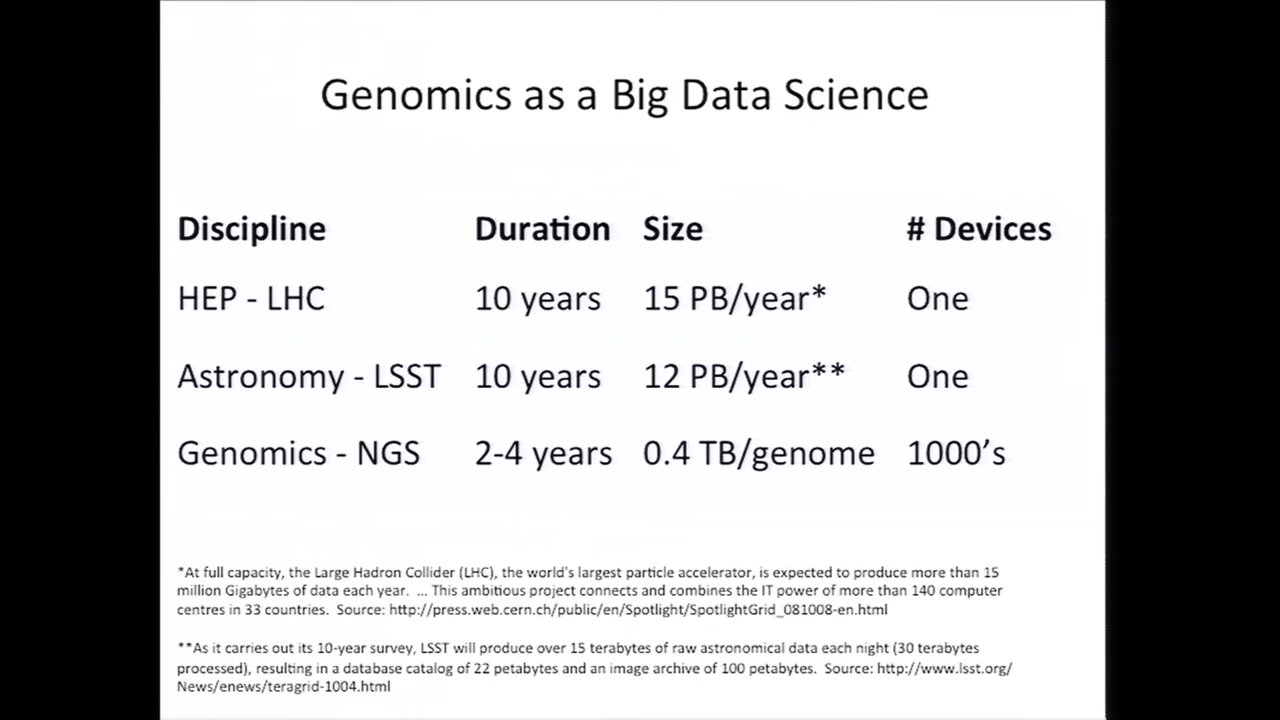 Genomics as a Big Data Science
Discipline Duration Size # Devices
HEP - LHC 10 years 15 PB/year* One
Astronomy - LSST 10 years 12 PB/year** One
Genomics - NGS 2-4 years 0.4 TB/genome 1000’s
*At full capacity, the Large Hadron Collider (LHC), the world's largest particle accelerator, is expected to produce more than 15
million Gigabytes of data each year. ... This ambitious project connects and combines the IT power of more than 140 computer
centres in 33 countries. Source: http://press.web.cern.ch/public/en/Spotlight/SpotlightGrid_081008-en.html
**As it carries out its 10-year survey, LSST will produce over 15 terabytes of raw astronomical data each night (30 terabytes
processed), resulting in a database catalog of 22 petabytes and an image archive of 100 petabytes. Source: http://www.lsst.org/
News/enews/teragrid-1004.html